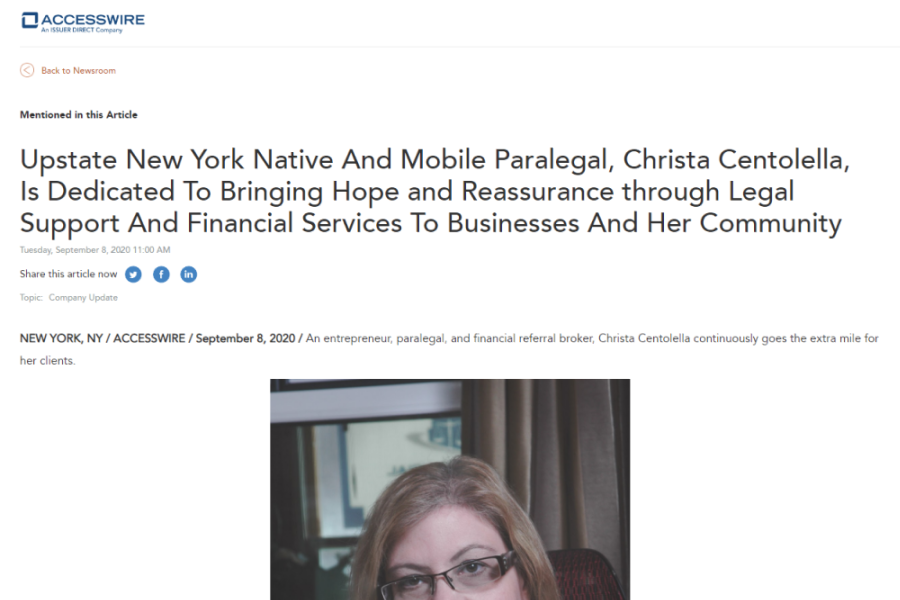 ACCESSWIRE
An ISSUER DIRECT Company
Back to Newsroom
Mentioned in this Article
Upstate New York Native And Mobile Paralegal, Christa Centolella,
Is Dedicated To Bringing Hope and Reassurance through Legal
Support And Financial Services To Businesses And Her Community
Tuesday, September 8, 2020 11:00 AM
Share this article now
Topic: Company Update
NEW YORK, NY / ACCESSWIRE / September 8, 2020 / An entrepreneur, paralegal, and financial referral broker, Christa Centolella continuously goes the extra mile for
her clients.